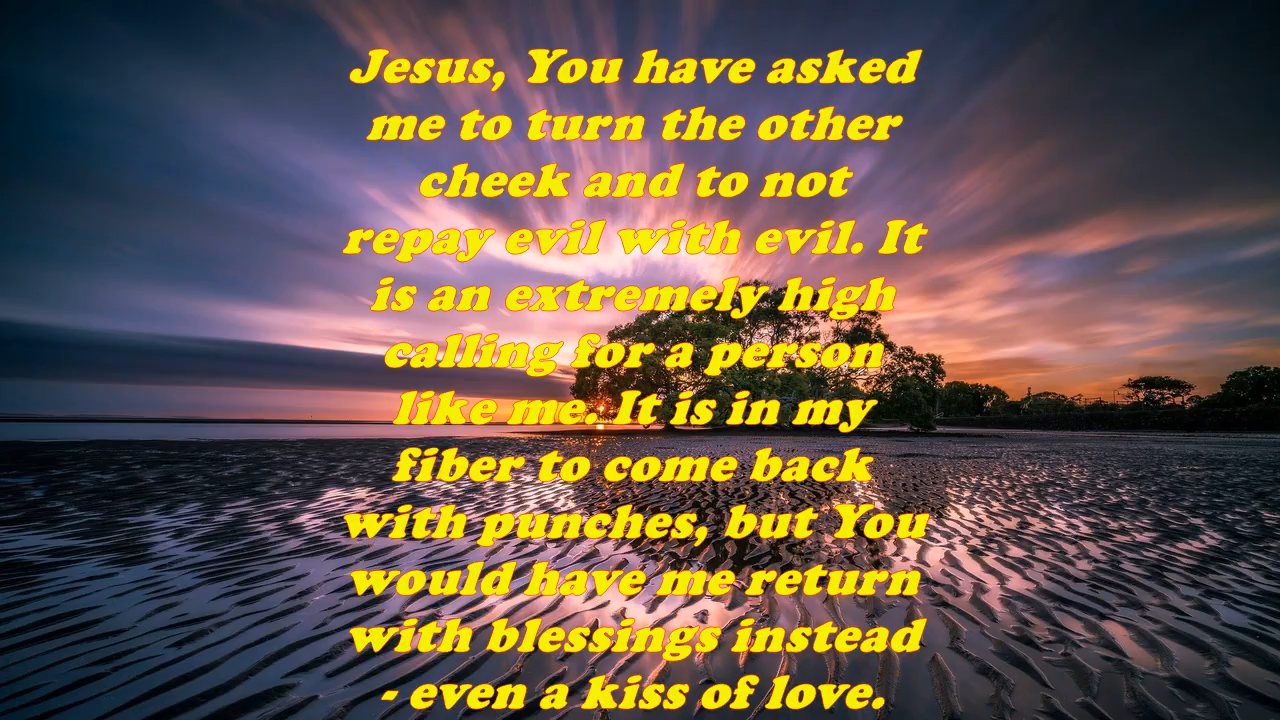 Jesus, You have asked
me to turn the other
cheek and to not
repay evil with evil. It
is an extremely high
calling for a person
like me. It is in my
fiber to come back
with punches, but You
would have me return
with blessings instead
- even a kiss of love.